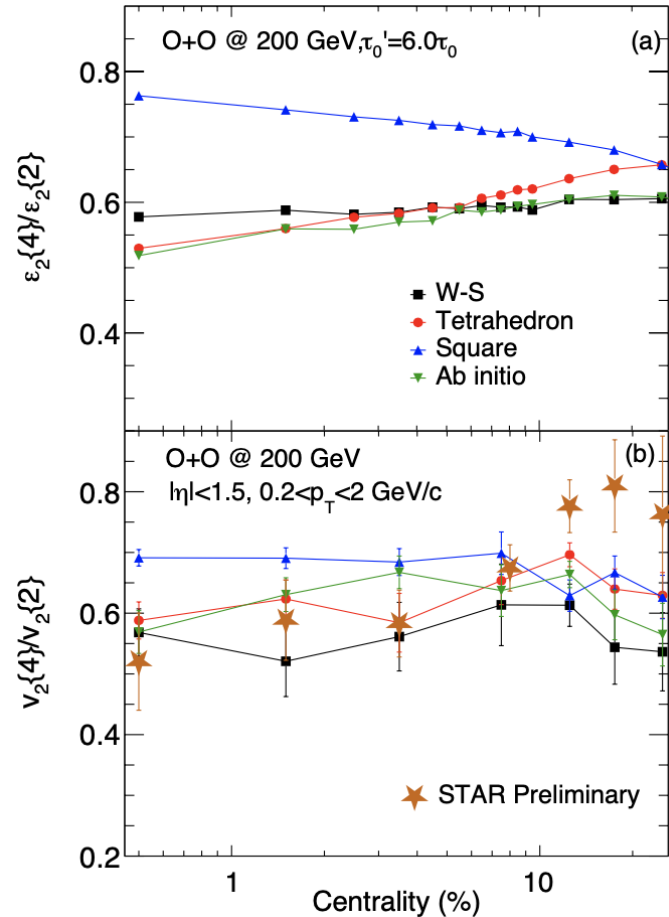 O+O @ 200 GeV,τ₀'=6.0τ₀
(a)
0.8
0.6
0.4
ε₂{4}/ε₂{2}
W-S
Tetrahedron
Square
Ab initio
O+O @ 200 GeV
(b)
|η|<1.5, 0.2<p_T<2 GeV/c
0.8
0.6
0.4
0.2
v₂{4}/v₂{2}
STAR Preliminary
1
10
Centrality (%)